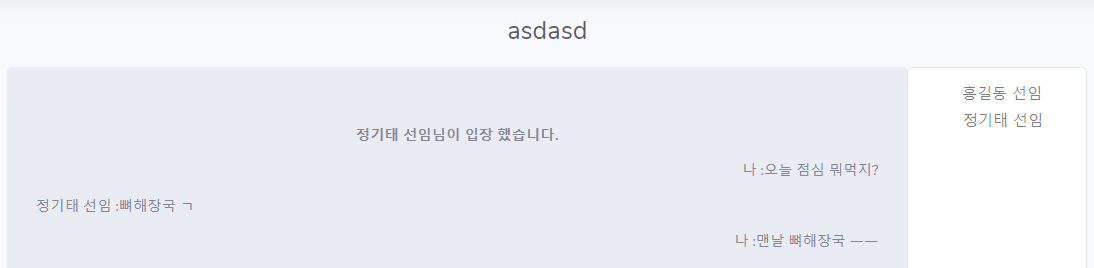 asdasd
홍길동 선임
정기태 선임
정기태 선임님이 입장 했습니다.
나 :오늘 점심 뭐먹지?
정기태 선임 :뼈해장국 ㄱ
나 :맨날 뼈해장국 ㅡㅡ